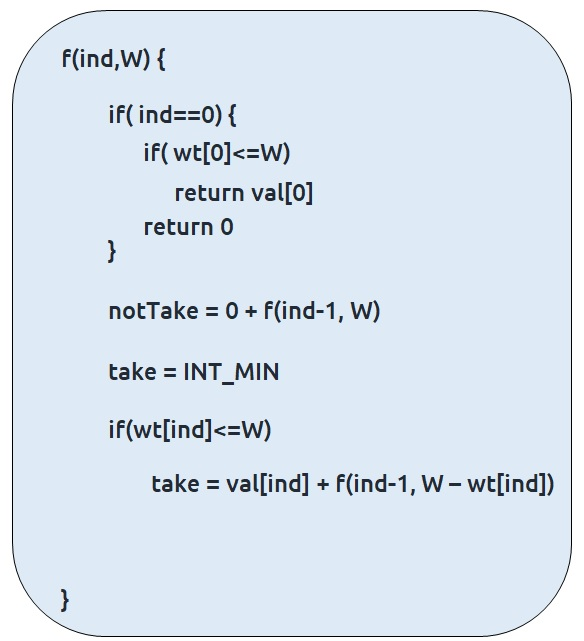 f(ind,W) {
if( ind==0) {
if( wt[0]<=W)
return val[0]
return 0
}
notTake = 0 + f(ind-1, W)
take = INT_MIN
if(wt[ind]<=W)
take = val[ind] + f(ind-1, W – wt[ind])
}